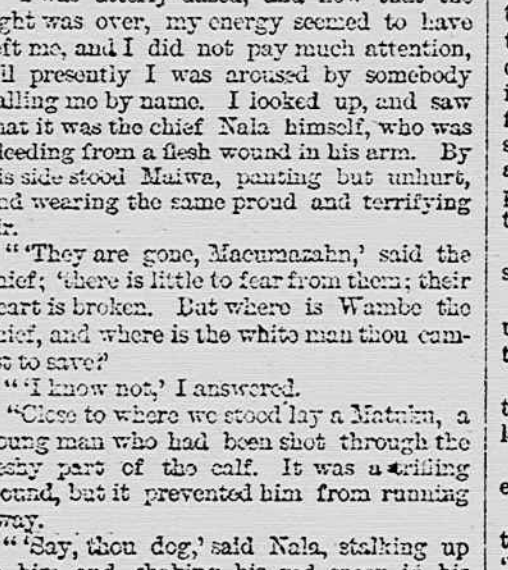 ght was over, my energy seemed to have
eft me, and I did not pay much attention,
il presently I was aroused by somebody
alling me by name. I looked up, and saw
hat it was the chief Nala himself, who was
leeding from a flesh wound in his arm. By
is side stood Maiwa, panting but unhurt,
nd wearing the same proud and terrifying
ir.
"'They are gone, Macumazahn,' said the
hief; 'there is little to fear from them; their
eart is broken. But where is Wambe the
hief, and where is the white man thou cam-
st to save?'
"'I know not,' I answered.
"Close to where we stood lay a Matuku, a
oung man who had been shot through the
eshy part of the calf. It was a trifling
ound, but it prevented him from running
way.
"'Say, thou dog,' said Nala, stalking up